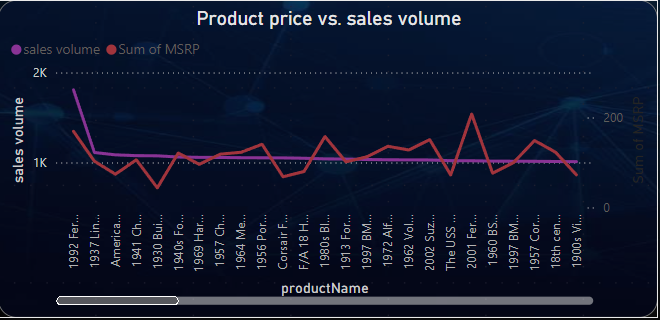 Product price vs. sales volume
sales volume Sum of MSRP
2K
1K
sales volume
200
0
Sum of MSRP
1992 Fer...
1937 Lin...
America...
1941 Ch...
1930 Bui...
1940s Fo...
1969 Har...
1957 Ch...
1964 Me...
1956 Por...
Corsair F...
F/A 18 H...
1980s Bl...
1913 For...
1997 BM...
1972 Alf...
1962 Vol...
2002 Suz...
The USS ...
2001 Fer...
1960 BS...
1997 BM...
1957 Cor...
18th cen...
1900s Vi...
productName